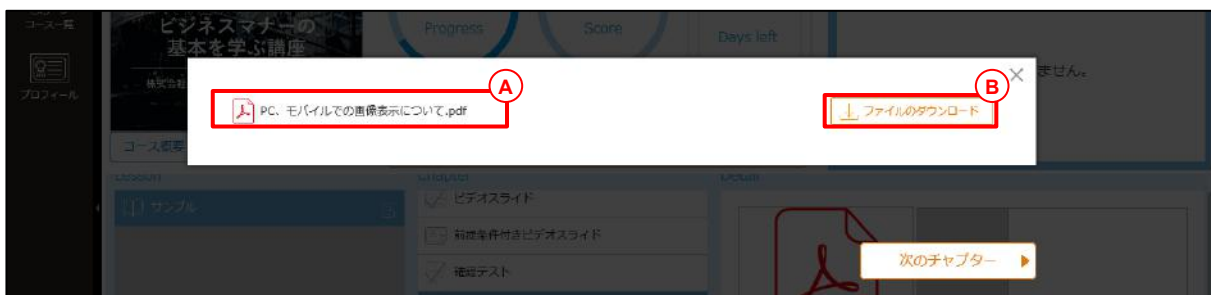 コース一覧
プロフィール
ビジネスマナーの
基本を学ぶ講座
株式会社
コース概要
Progress
Score
Days left
ません。
A
PC、モバイルでの画像表示について.pdf
B
ファイルのダウンロード
Lesson
サンプル
Chapter
ビデオスライド
前提条件付きビデオスライド
確認テスト
Detail
次のチャプター